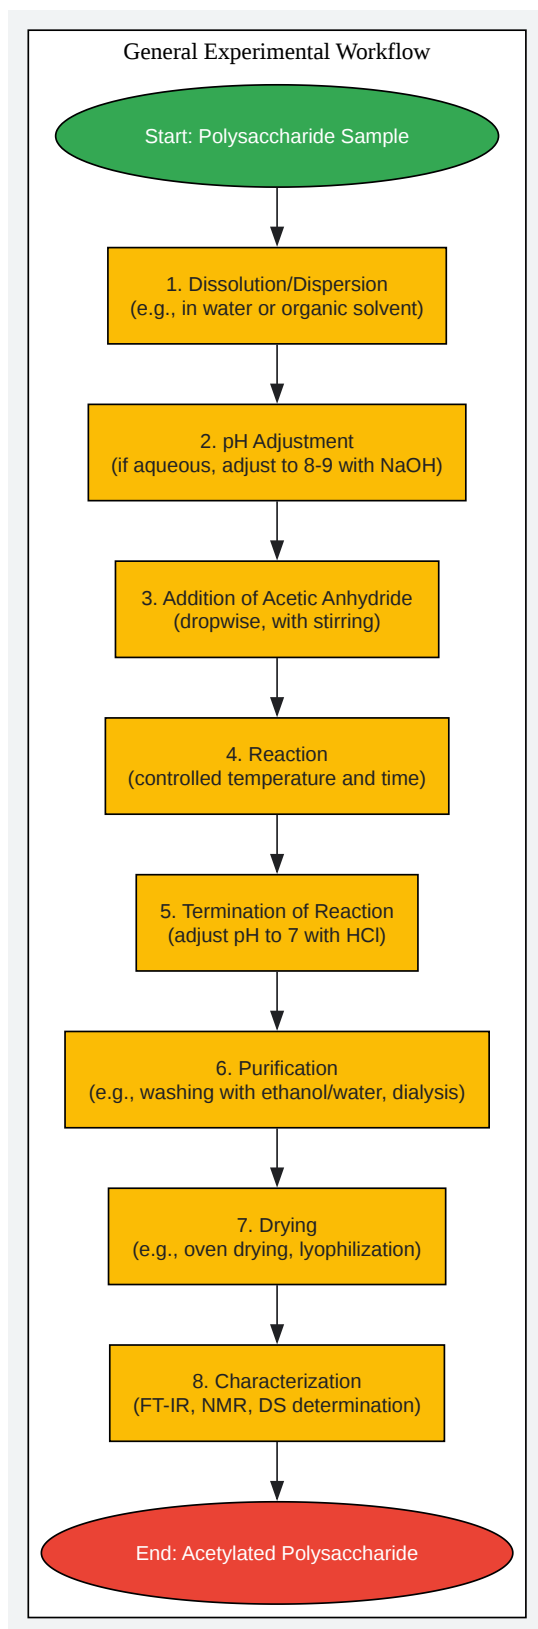 General Experimental Workflow
Start: Polysaccharide Sample
1. Dissolution/Dispersion
(e.g., in water or organic solvent)
2. pH Adjustment
(if aqueous, adjust to 8-9 with NaOH)
3. Addition of Acetic Anhydride
(dropwise, with stirring)
4. Reaction
(controlled temperature and time)
5. Termination of Reaction
(adjust pH to 7 with HCl)
6. Purification
(e.g., washing with ethanol/water, dialysis)
7. Drying
(e.g., oven drying, lyophilization)
8. Characterization
(FT-IR, NMR, DS determination)
End: Acetylated Polysaccharide